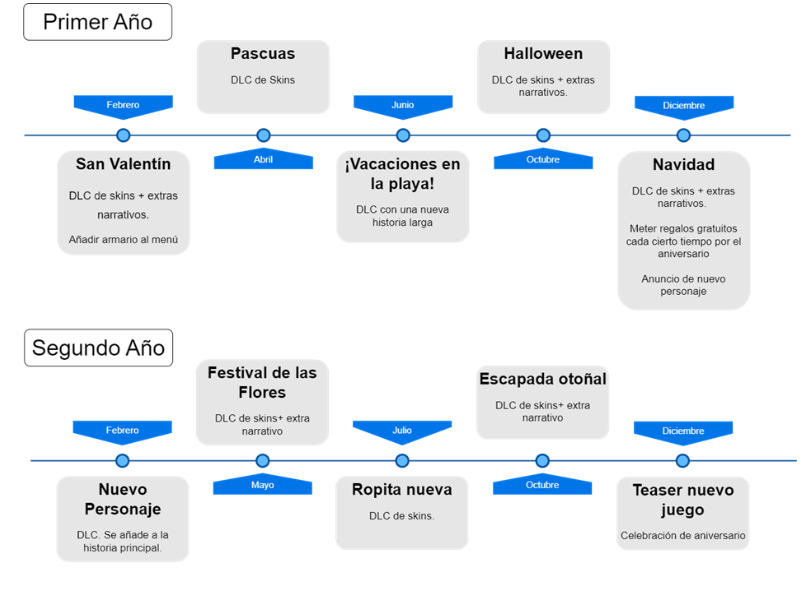 Primer Año
Pascuas
DLC de Skins
Halloween
DLC de skins + extras
narrativos.
Febrero
Junio
Diciembre
Abril
Octubre
San Valentín
DLC de skins + extras
narrativos.
Añadir armario al menú
¡Vacaciones en
la playa!
DLC con una nueva
historia larga
Navidad
DLC de skins + extras
narrativos.
Meter regalos gratuitos
cada cierto tiempo por el
aniversario
Anuncio de nuevo
personaje
Segundo Año
Festival de las
Flores
DLC de skins+ extra
narrativo
Escapada otoñal
DLC de skins+ extra
narrativo
Febrero
Julio
Diciembre
Mayo
Octubre
Nuevo
Personaje
DLC. Se añade a la
historia principal.
Ropita nueva
DLC de skins.
Teaser nuevo
juego
Celebración de aniversario